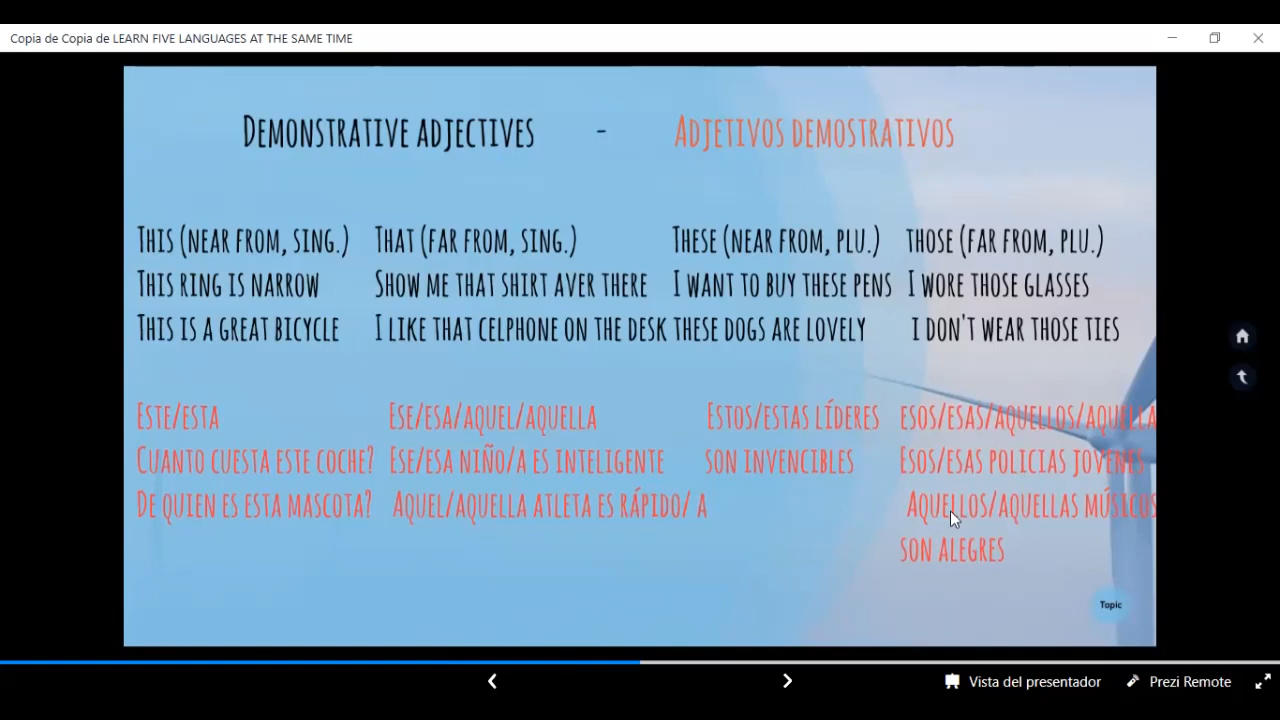 Copia de Copia de LEARN FIVE LANGUAGES AT THE SAME TIME
DEMONSTRATIVE ADJECTIVES - ADJETIVOS DEMOSTRATIVOS
THIS (NEAR FROM, SING.) THAT (FAR FROM, SING.) THESE (NEAR FROM, PLU.) THOSE (FAR FROM, PLU.)
THIS RING IS NARROW SHOW ME THAT SHIRT AVER THERE I WANT TO BUY THESE PENS I WORE THOSE GLASSES
THIS IS A GREAT BICYCLE I LIKE THAT CELPHONE ON THE DESK THESE DOGS ARE LOVELY I DON'T WEAR THOSE TIES
ESTE/ESTA ESE/ESA/AQUEL/AQUELLA ESTOS/ESTAS LÍDERES ESOS/ESAS/AQUELLOS/AQUELLA
CUANTO CUESTA ESTE COCHE? ESE/ESA NIÑO/A ES INTELIGENTE SON INVENCIBLES ESOS/ESAS POLICIAS JOVENES
DE QUIEN ES ESTA MASCOTA? AQUEL/AQUELLA ATLETA ES RÁPIDO/ A AQUELLOS/AQUELLAS MÚSICOS
SON ALEGRES
Topic
Vista del presentador Prezi Remote